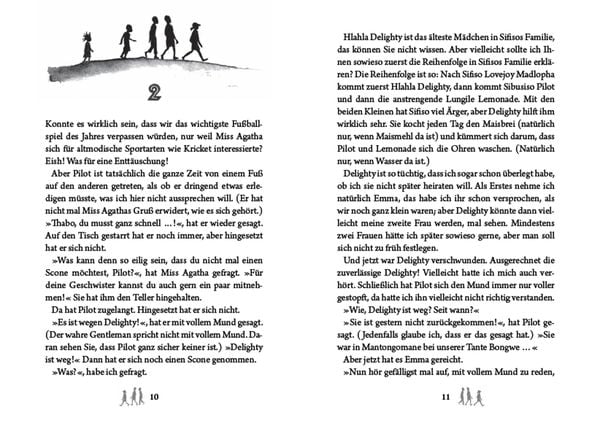 2
Konnte es wirklich sein, dass wir das wichtigste Fußball-
spiel des Jahres verpassen würden, nur weil Miss Agatha
sich für altmodische Sportarten wie Kricket interessierte?
Eish! Was für eine Enttäuschung!
Aber Pilot ist tatsächlich die ganze Zeit von einem Fuß
auf den anderen getreten, als ob er dringend etwas erle-
digen müsste, was ich hier nicht aussprechen will. (Er hat
nicht mal Miss Agathas Gruß erwidert, wie es sich gehört.)
»Thabo, du musst ganz schnell …!«, hat er wieder gesagt.
Auf den Tisch gestarrt hat er noch immer, aber hingesetzt
hat er sich nicht.
»Was kann denn so eilig sein, dass du nicht mal einen
Scone möchtest, Pilot?«, hat Miss Agatha gefragt. »Für
deine Geschwister kannst du auch gern ein paar mitneh-
men!« Sie hat ihm den Teller hingehalten.
Da hat Pilot zugelangt. Hingesetzt hat er sich nicht.
»Es ist wegen Delighty!«, hat er mit vollem Mund gesagt.
(Der wahre Gentleman spricht nicht mit vollem Mund. Da-
ran sehen Sie, dass Pilot ganz sicher keiner ist.) »Delighty
ist weg!« Dann hat er sich noch einen Scone genommen.
»Was?«, habe ich gefragt.
10
Hlahla Delighty ist das älteste Mädchen in Sifisos Familie,
das können Sie nicht wissen. Aber vielleicht sollte ich Ih-
nen sowieso zuerst die Reihenfolge in Sifisos Familie erklä-
ren? Die Reihenfolge ist so: Nach Sifiso Lovejoy Madlopha
kommt zuerst Hlahla Delighty, dann kommt Sibusiso Pilot
und dann die anstrengende Lungile Lemonade. Mit den
beiden Kleinen hat Sifiso viel Ärger, aber Delighty hilft ihm
wirklich sehr. Sie kocht jeden Tag den Maisbrei (natürlich
nur, wenn Maismehl da ist) und kümmert sich darum, dass
Pilot und Lemonade sich die Ohren waschen. (Natürlich
nur, wenn Wasser da ist.)
Delighty ist so tüchtig, dass ich sogar schon überlegt habe,
ob ich sie nicht später heiraten will. Als Erstes nehme ich
natürlich Emma, das habe ich ihr schon versprochen, als
wir noch ganz klein waren; aber Delighty könnte dann viel-
leicht meine zweite Frau werden, mal sehen. Mindestens
zwei Frauen hätte ich später sowieso gerne, aber man soll
sich nicht zu früh festlegen.
Und jetzt war Delighty verschwunden. Ausgerechnet die
zuverlässige Delighty! Vielleicht hatte ich mich auch ver-
hört. Schließlich hat Pilot sich den Mund immer nur voller
gestopft, da hatte ich ihn vielleicht nicht richtig verstanden.
»Wie, Delighty ist weg? Seit wann?«
»Sie ist gestern nicht zurückgekommen!«, hat Pilot ge-
sagt. (Jedenfalls glaube ich, dass er das gesagt hat.) »Sie
war in Mantongomane bei unserer Tante Bongwe …«
Aber jetzt hat es Emma gereicht.
»Nun hör gefälligst mal auf, mit vollem Mund zu reden,
11